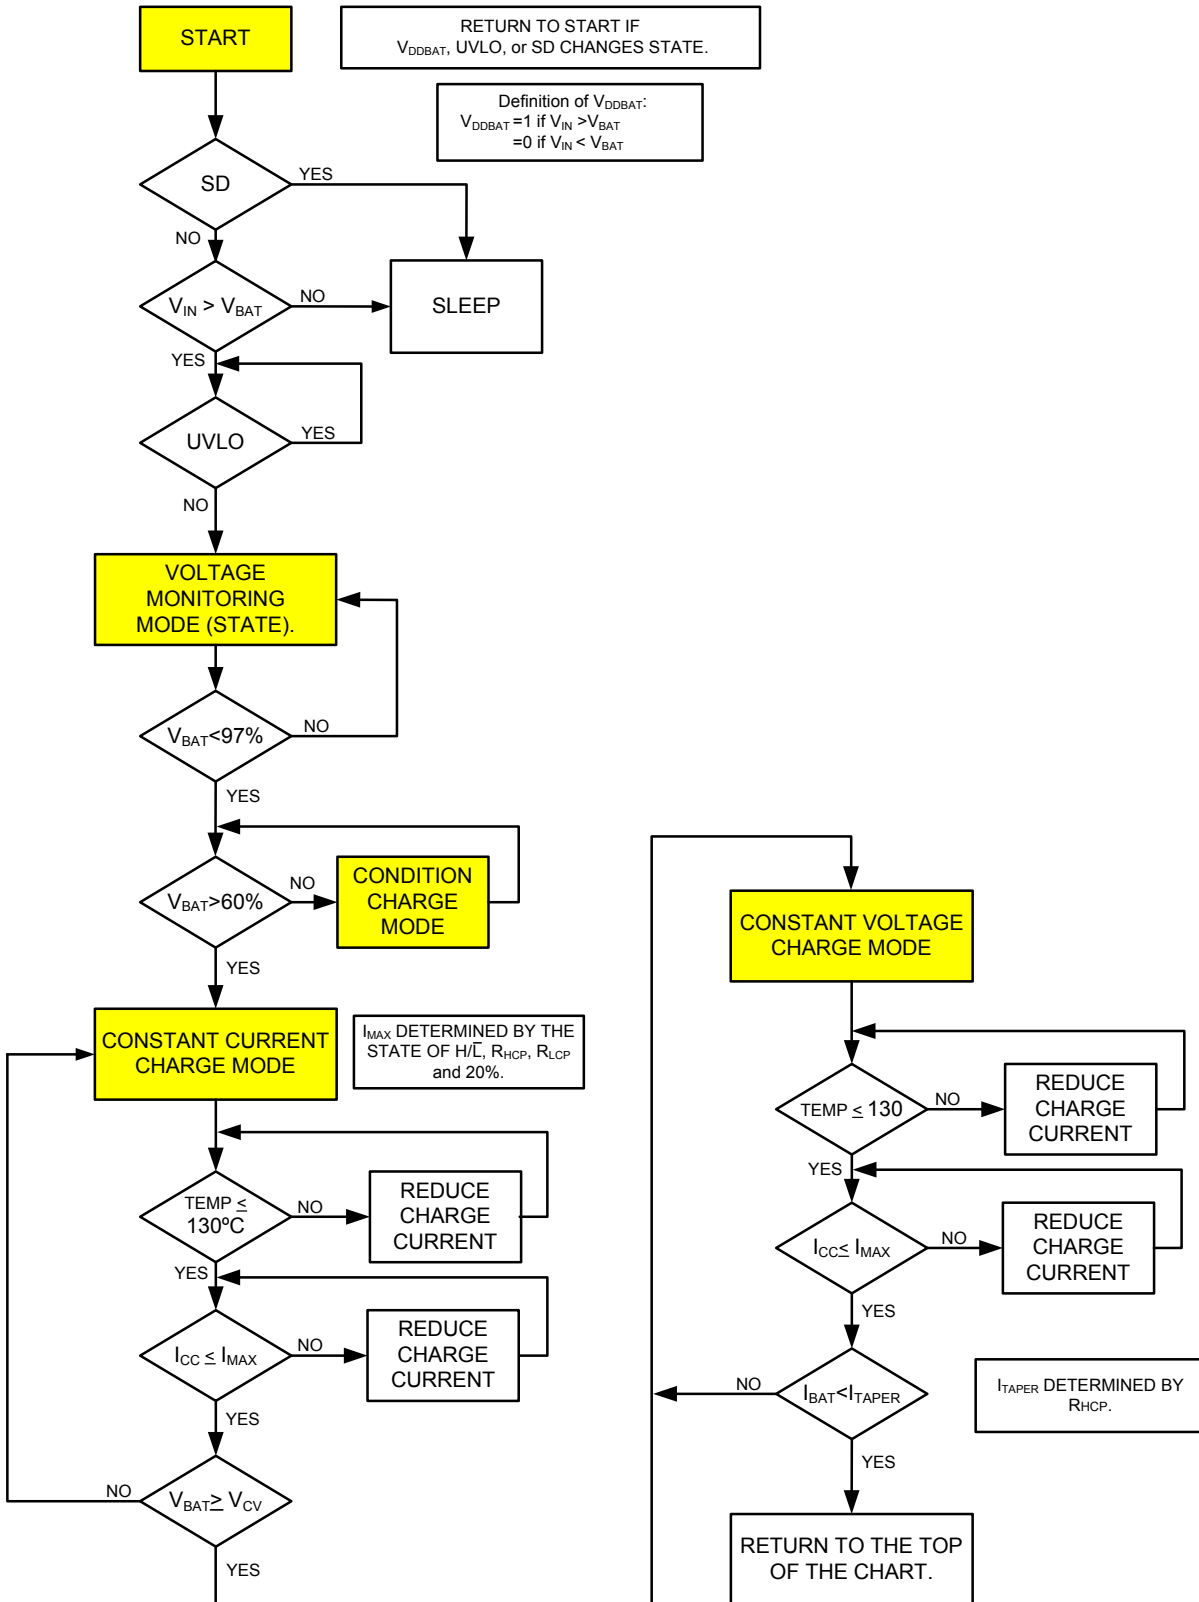 START
RETURN TO START IF
VDDBAT, UVLO, or SD CHANGES STATE.
Definition of VDDBAT:
VDDBAT =1 if VIN >VBAT
=0 if VIN < VBAT
SD
YES
NO
VIN > VBAT
NO
SLEEP
YES
UVLO
YES
NO
VOLTAGE
MONITORING
MODE (STATE).
VBAT<97%
NO
YES
VBAT>60%
NO
CONDITION
CHARGE
MODE
YES
CONSTANT CURRENT
CHARGE MODE
IMAX DETERMINED BY THE
STATE OF H/L̅, RHCP, RLCP
and 20%.
TEMP ≤
130ºC
NO
REDUCE
CHARGE
CURRENT
YES
ICC ≤ IMAX
NO
REDUCE
CHARGE
CURRENT
YES
VBAT≥ VCV
NO
YES
CONSTANT VOLTAGE
CHARGE MODE
TEMP ≤ 130
NO
REDUCE
CHARGE
CURRENT
YES
ICC≤ IMAX
NO
REDUCE
CHARGE
CURRENT
YES
IBAT<ITAPER
NO
ITAPER DETERMINED BY
RHCP.
YES
RETURN TO THE TOP
OF THE CHART.